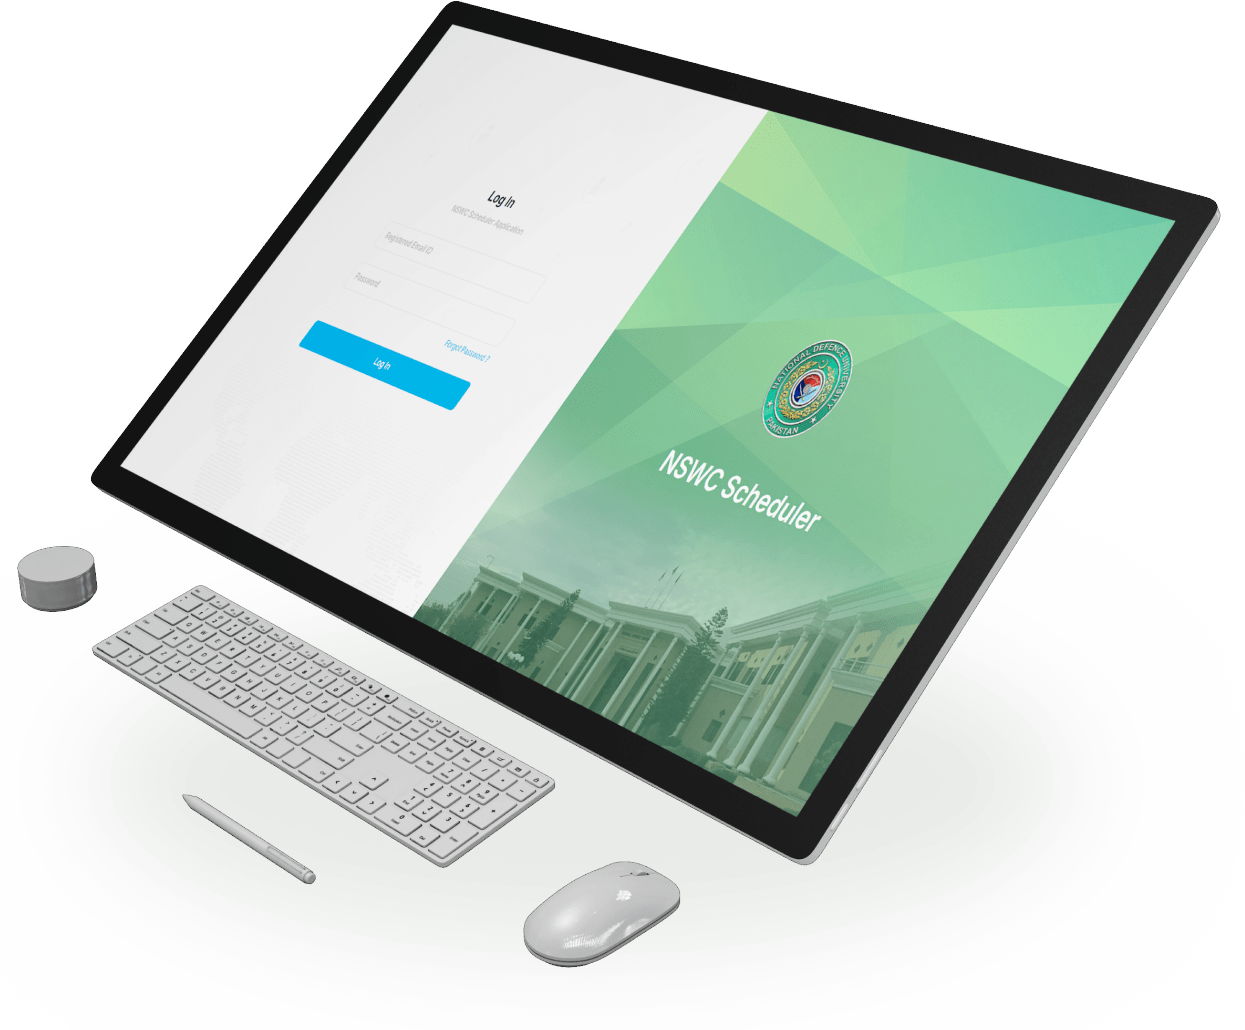 Log In
NSWC Scheduler Application
Registered Email ID
Password
Forgot Password ?
Log In
NATIONAL DEFENCE UNIVERSITY
PAKISTAN
NSWC Scheduler